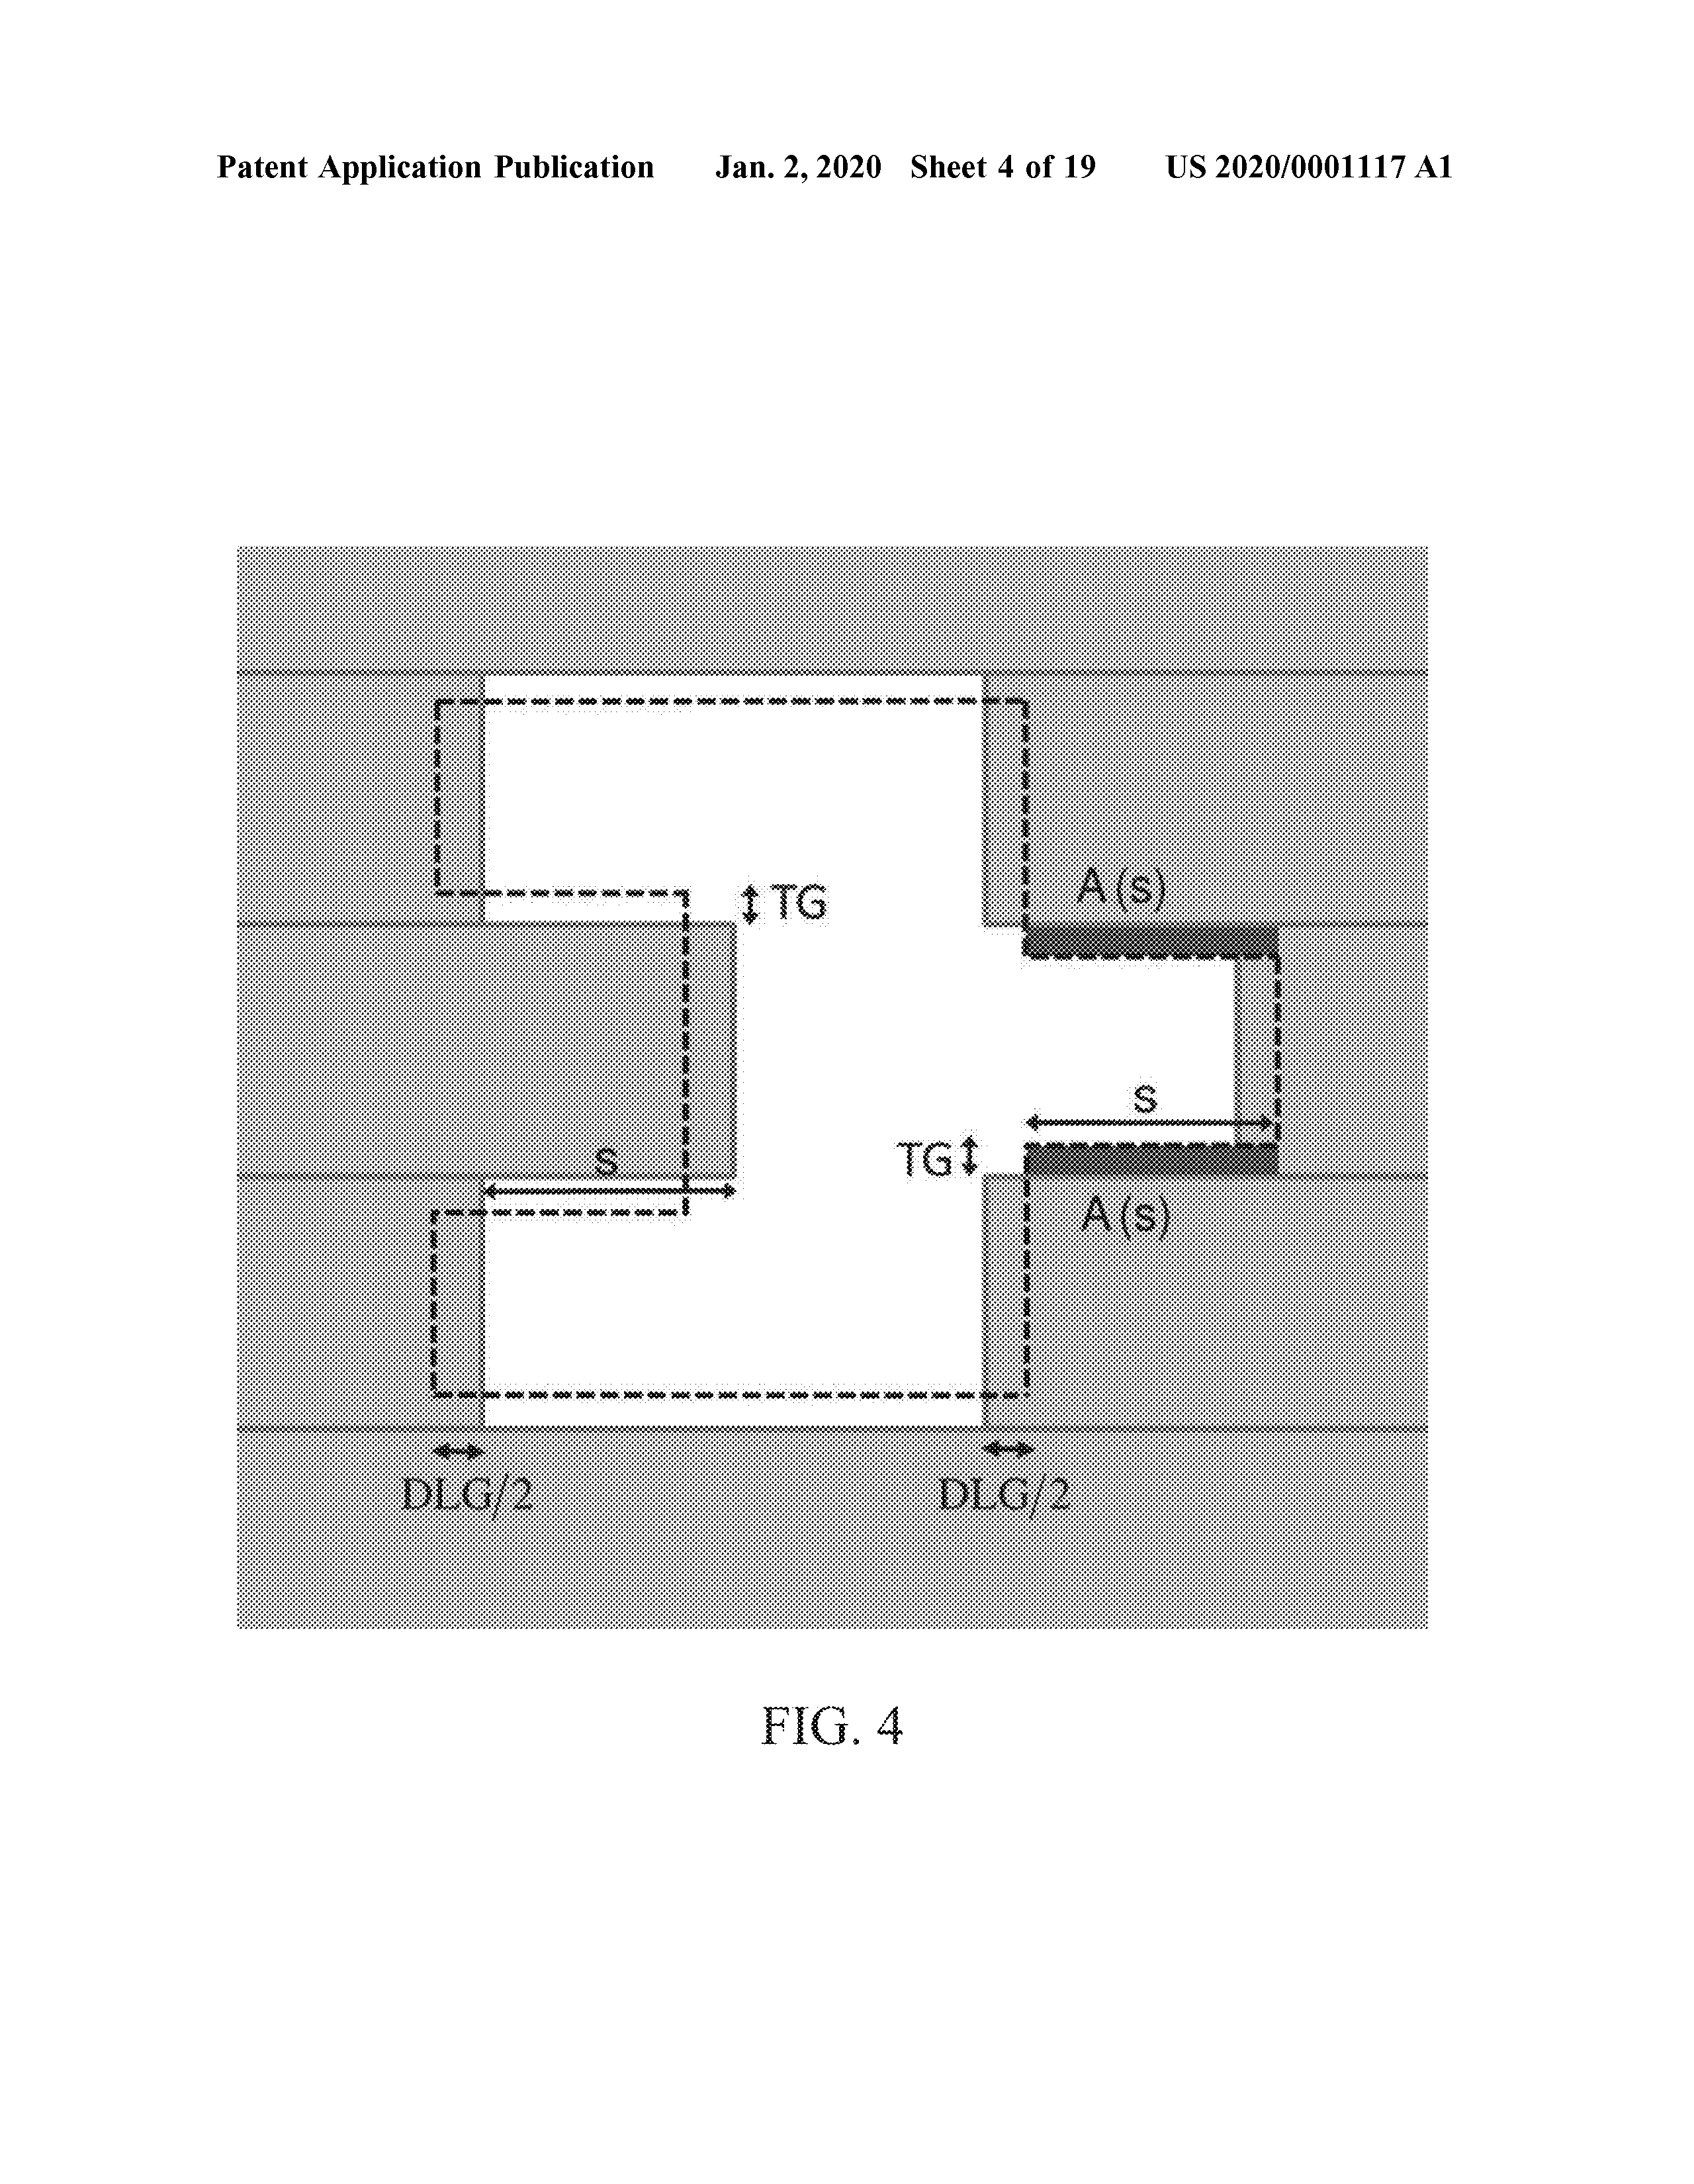 Patent Application Publication Jan. 2, 2020 Sheet 4 of 19 US 2020/0001117 A1
A(s)
TG
S
TG
S
A(s)
DLG/2 DLG/2
FIG. 4